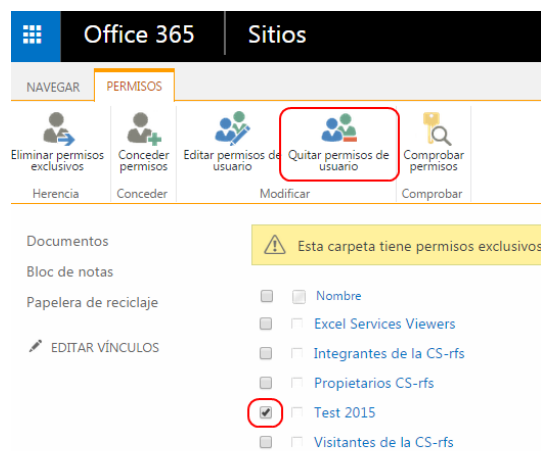 Office 365 Sitios
NAVEGAR PERMISOS
Eliminar permisos exclusivos
Conceder permisos
Editar permisos de usuario
Quitar permisos de usuario
Comprobar permisos
Herencia Conceder Modificar Comprobar
Documentos
Bloc de notas
Papelera de reciclaje
EDITAR VÍNCULOS
Esta carpeta tiene permisos exclusivos
Nombre
Excel Services Viewers
Integrantes de la CS-rfs
Propietarios CS-rfs
Test 2015
Visitantes de la CS-rfs